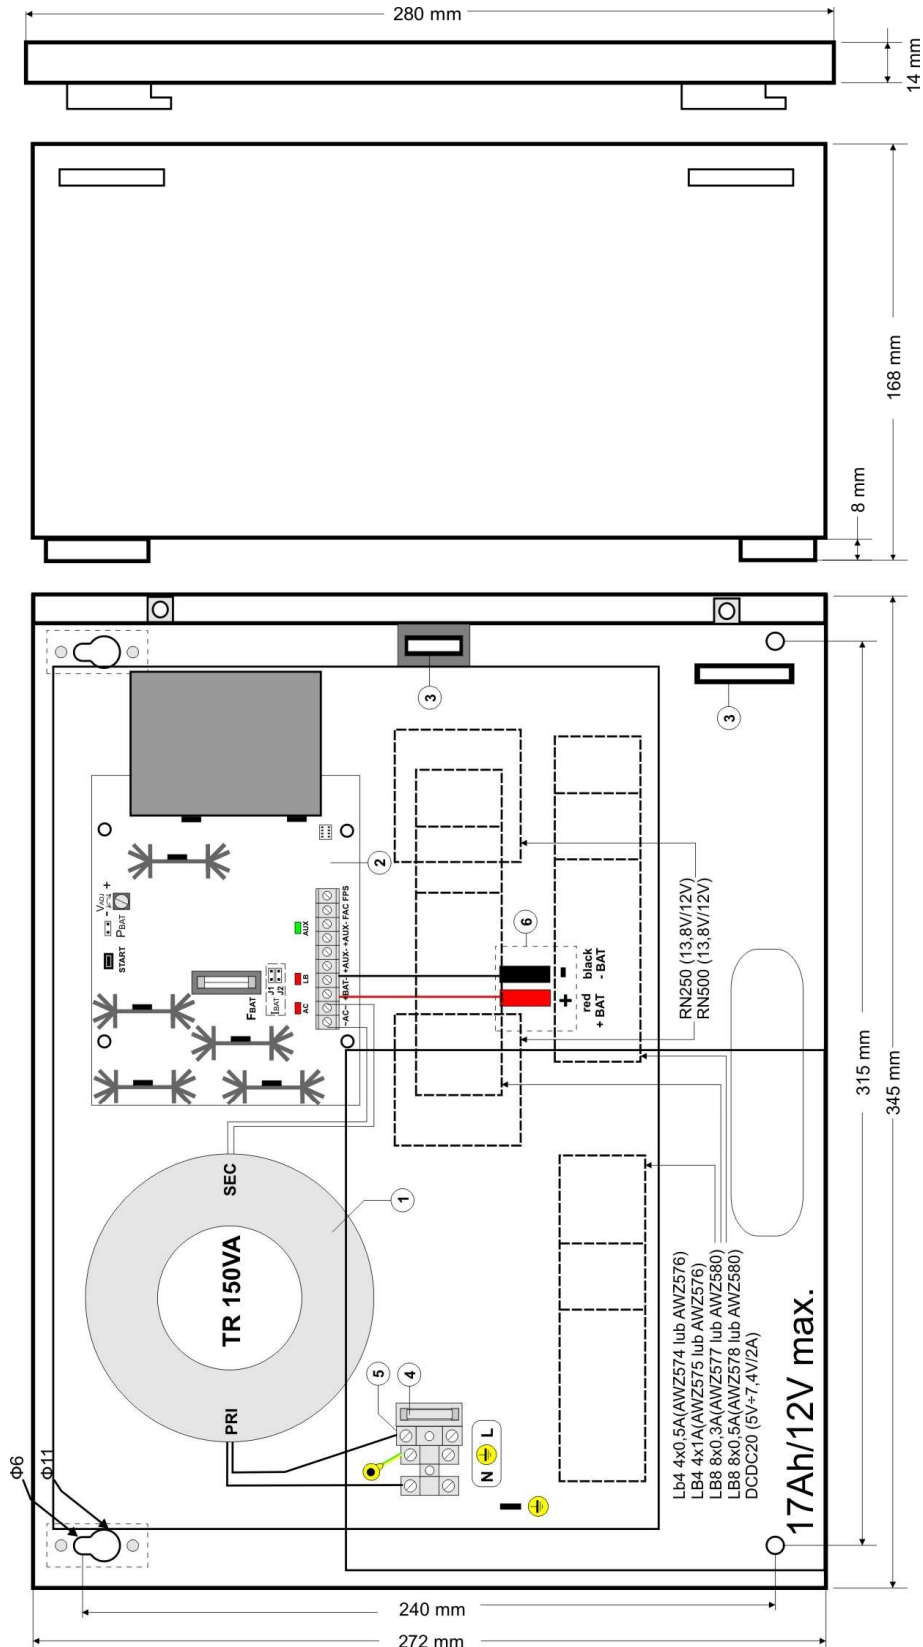 280 mm
14 mm
168 mm
8 mm
3
3
VADJ
- +
PBAT
START
2
FBAT
IBAT
J1
J2
AC
LB
AUX
~AC~ +BAT- +AUX- +AUX- FAC FPS
6
+ -
red
+ BAT
black
- BAT
RN250 (13,8V/12V)
RN500 (13,8V/12V)
SEC
TR 150VA
PRI
1
5
4
N L
Lb4 4x0,5A(AWZ574 lub AWZ576)
LB4 4x1A(AWZ575 lub AWZ576)
LB8 8x0,3A(AWZ577 lub AWZ580)
LB8 8x0,5A(AWZ578 lub AWZ580)
DCDC20 (5V÷7,4V/2A)
17Ah/12V max.
315 mm
345 mm
Φ6
Φ11
240 mm
272 mm